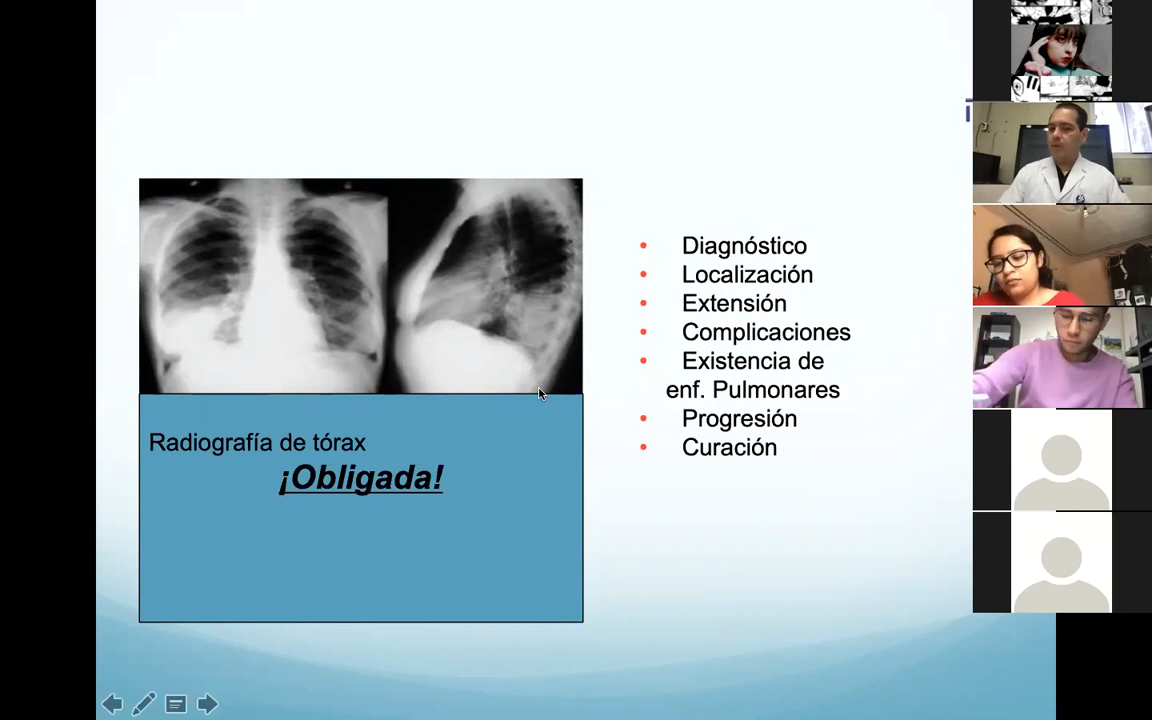 Radiografía de tórax
¡Obligada!
• Diagnóstico
• Localización
• Extensión
• Complicaciones
• Existencia de
enf. Pulmonares
• Progresión
• Curación